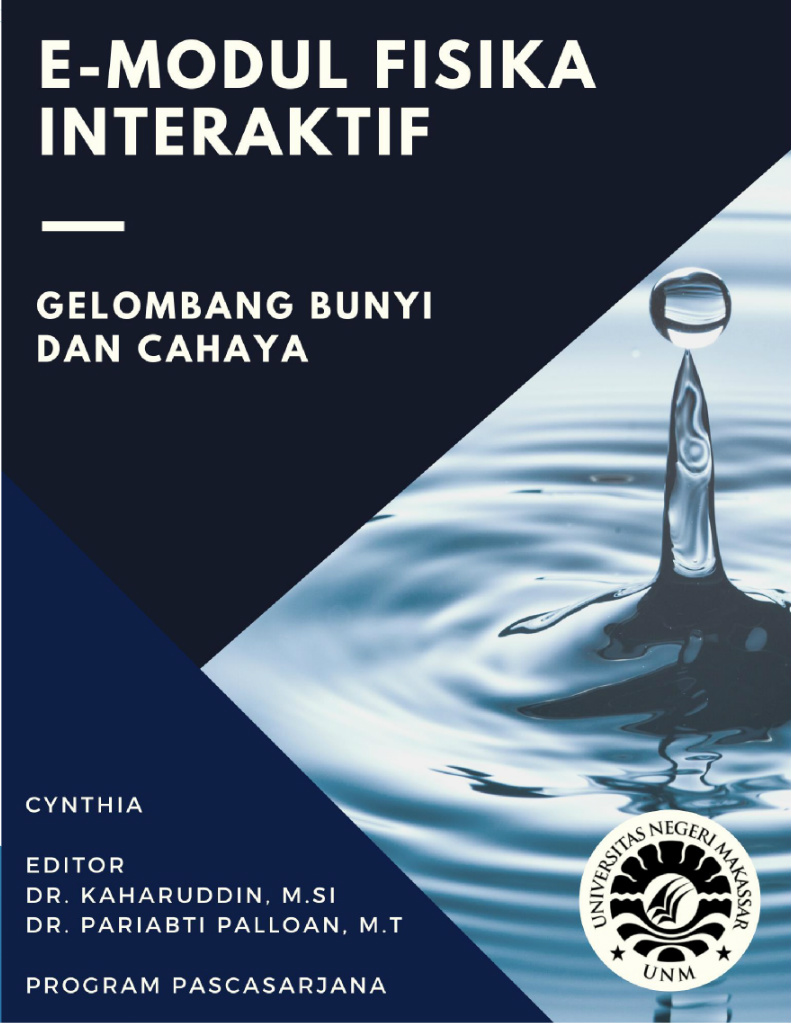 E-MODUL FISIKA
INTERAKTIF
GELOMBANG BUNYI
DAN CAHAYA
CYNTHIA
EDITOR
DR. KAHARUDDIN, M.SI
DR. PARIABTI PALLOAN, M.T
PROGRAM PASCASARJANA
UNIVERSITAS NEGERI MAKASSAR
UNM